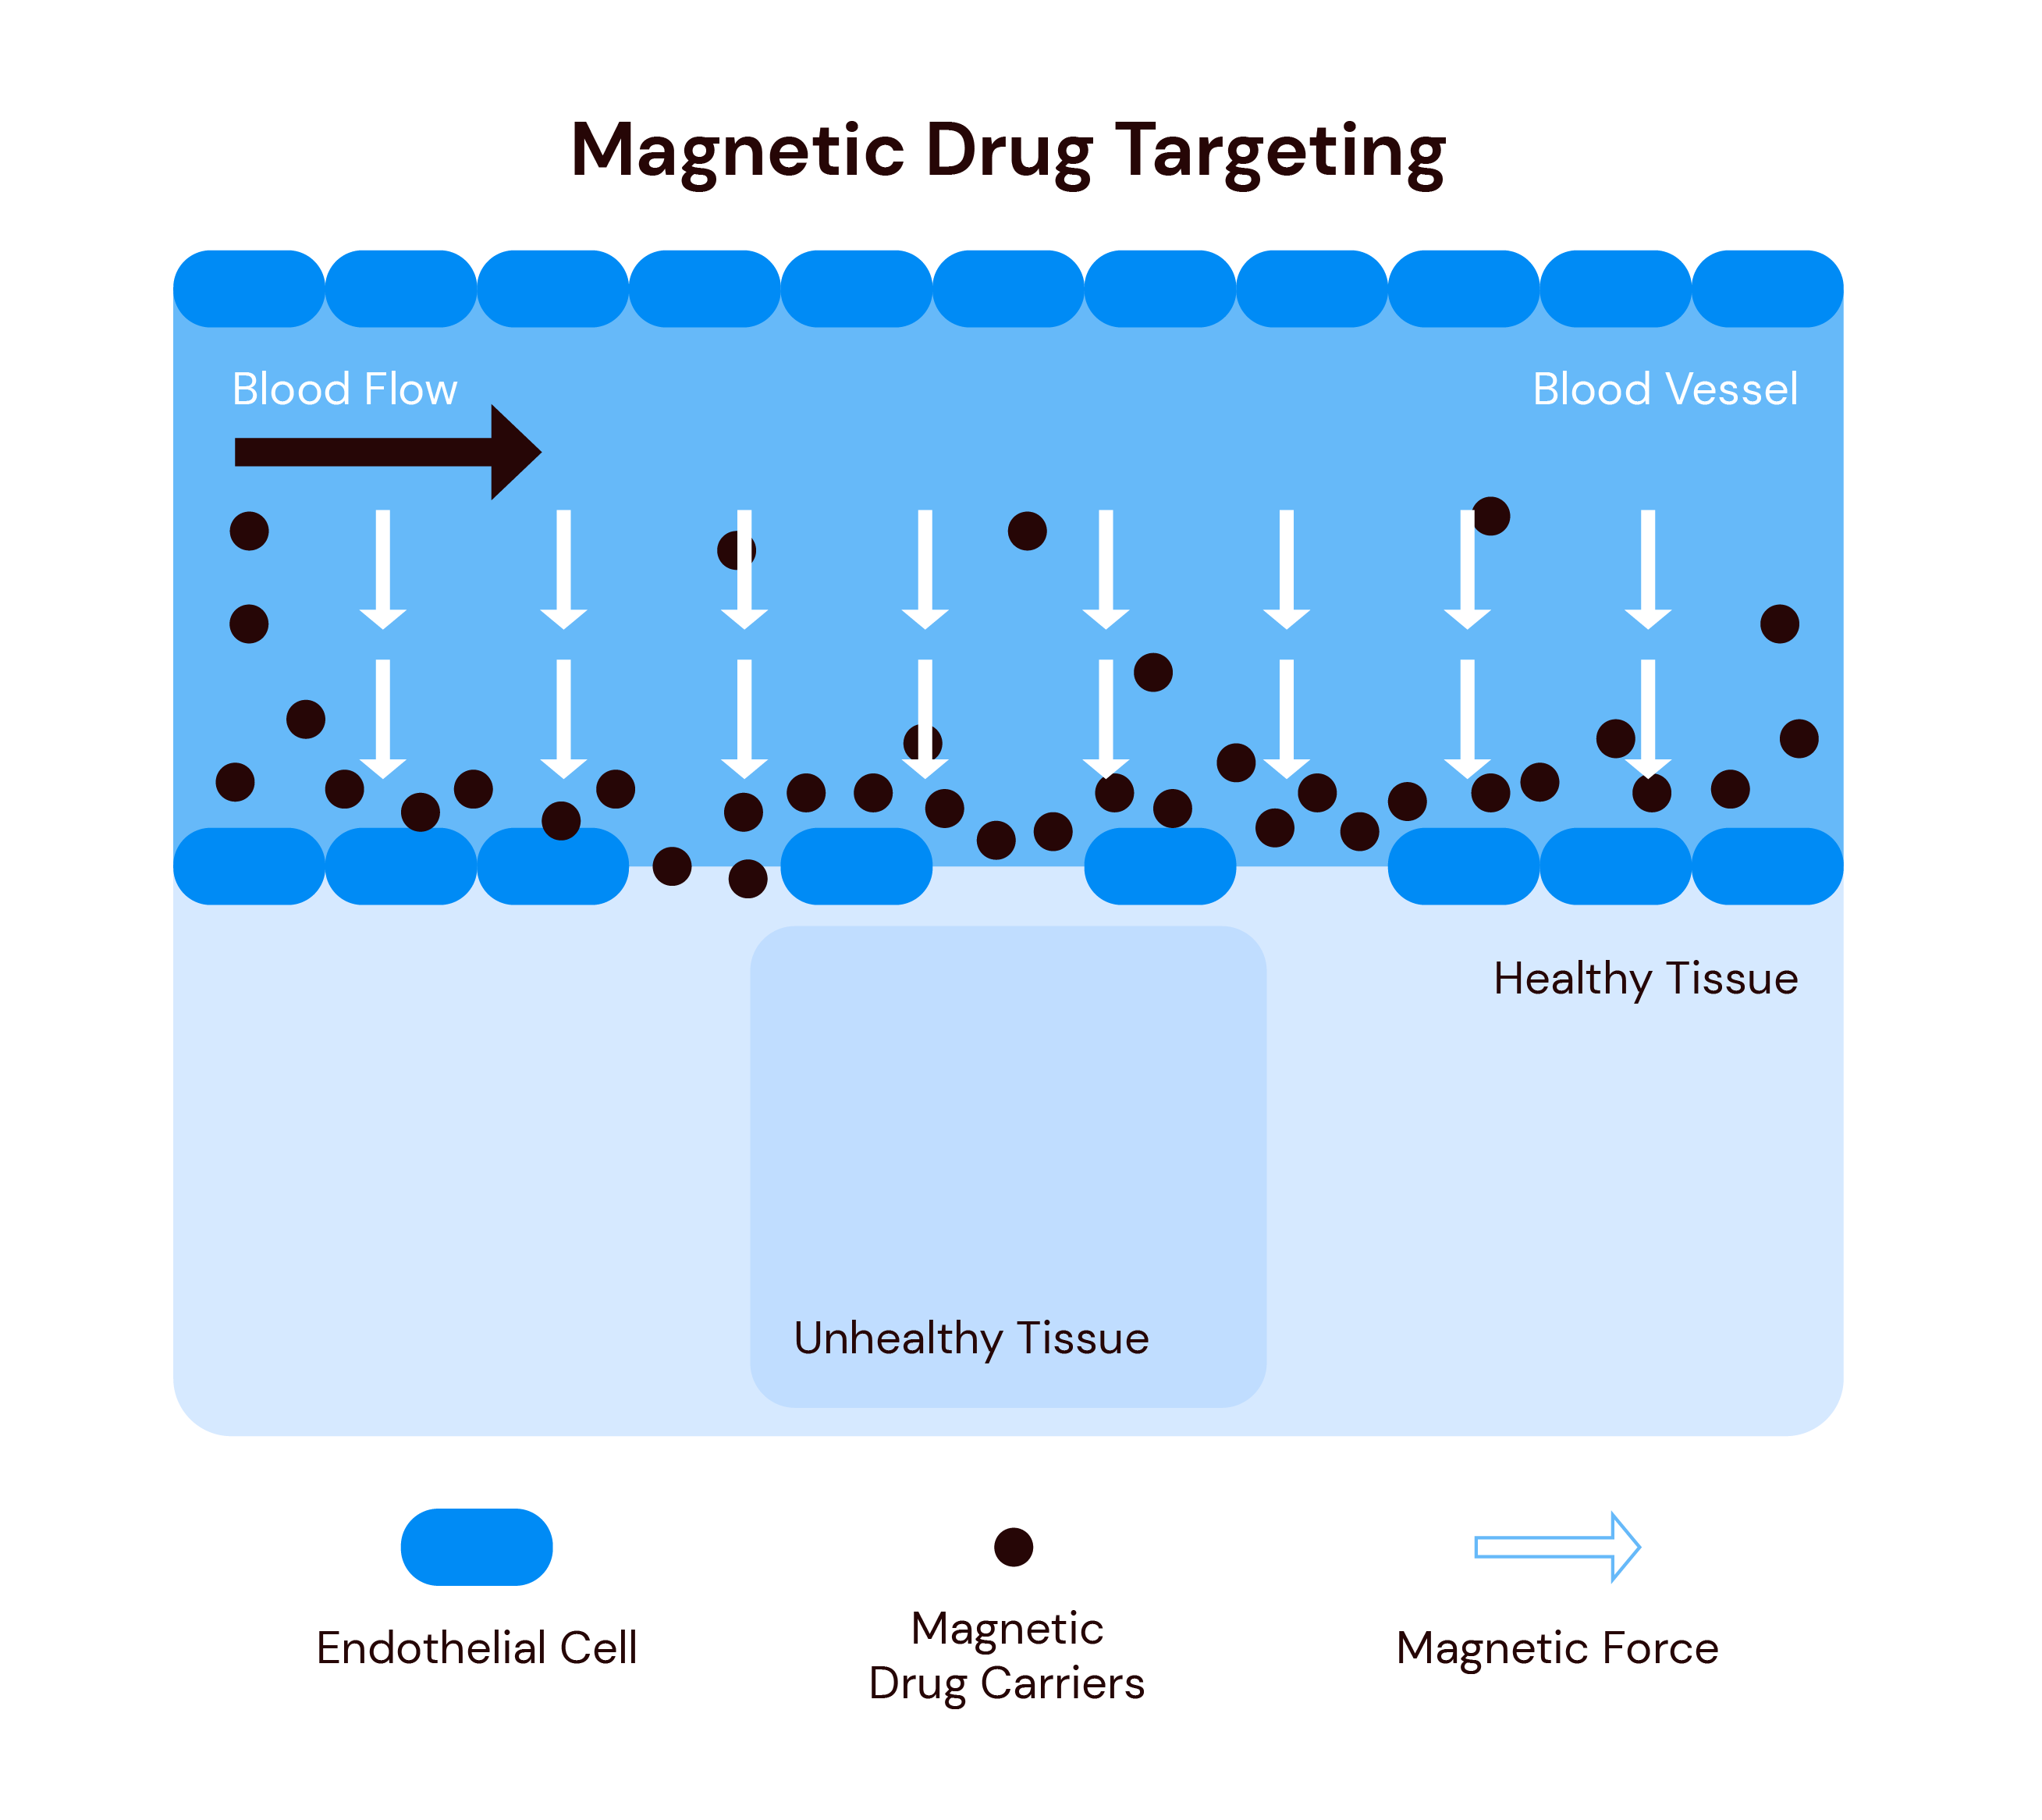 Magnetic Drug Targeting
Blood Flow
Blood Vessel
Healthy Tissue
Unhealthy Tissue
Endothelial Cell
Magnetic
Drug Carriers
Magnetic Force